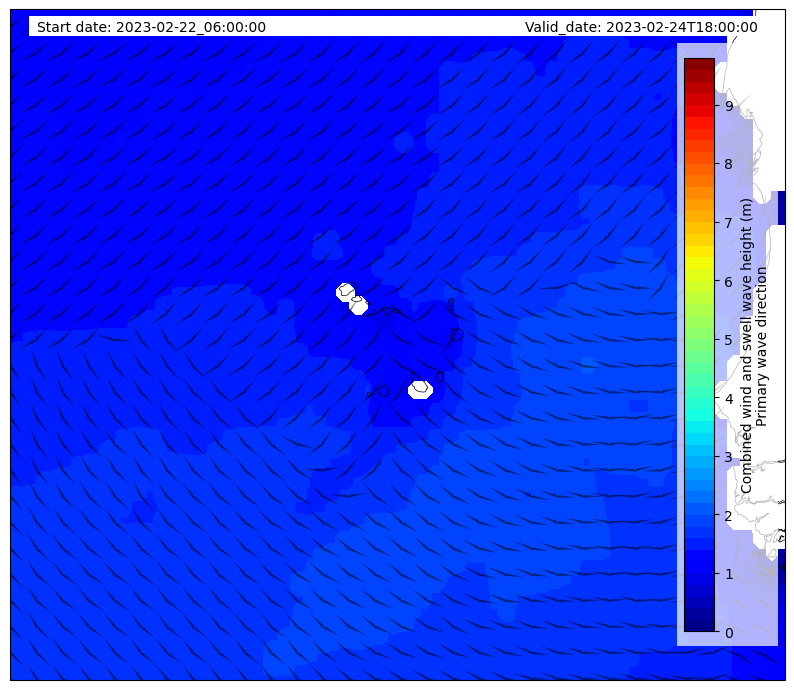 Start date: 2023-02-22_06:00:00
Valid_date: 2023-02-24T18:00:00
9
8
7
6
5
4
3
2
1
0
Combined wind and swell wave height (m)
Primary wave direction